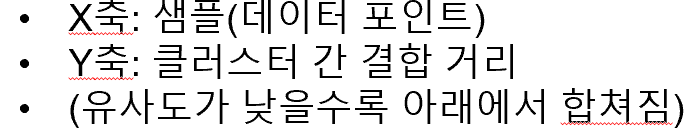 • X축: 샘플(데이터 포인트)
• Y축: 클러스터 간 결합 거리
• (유사도가 낮을수록 아래에서 합쳐짐)